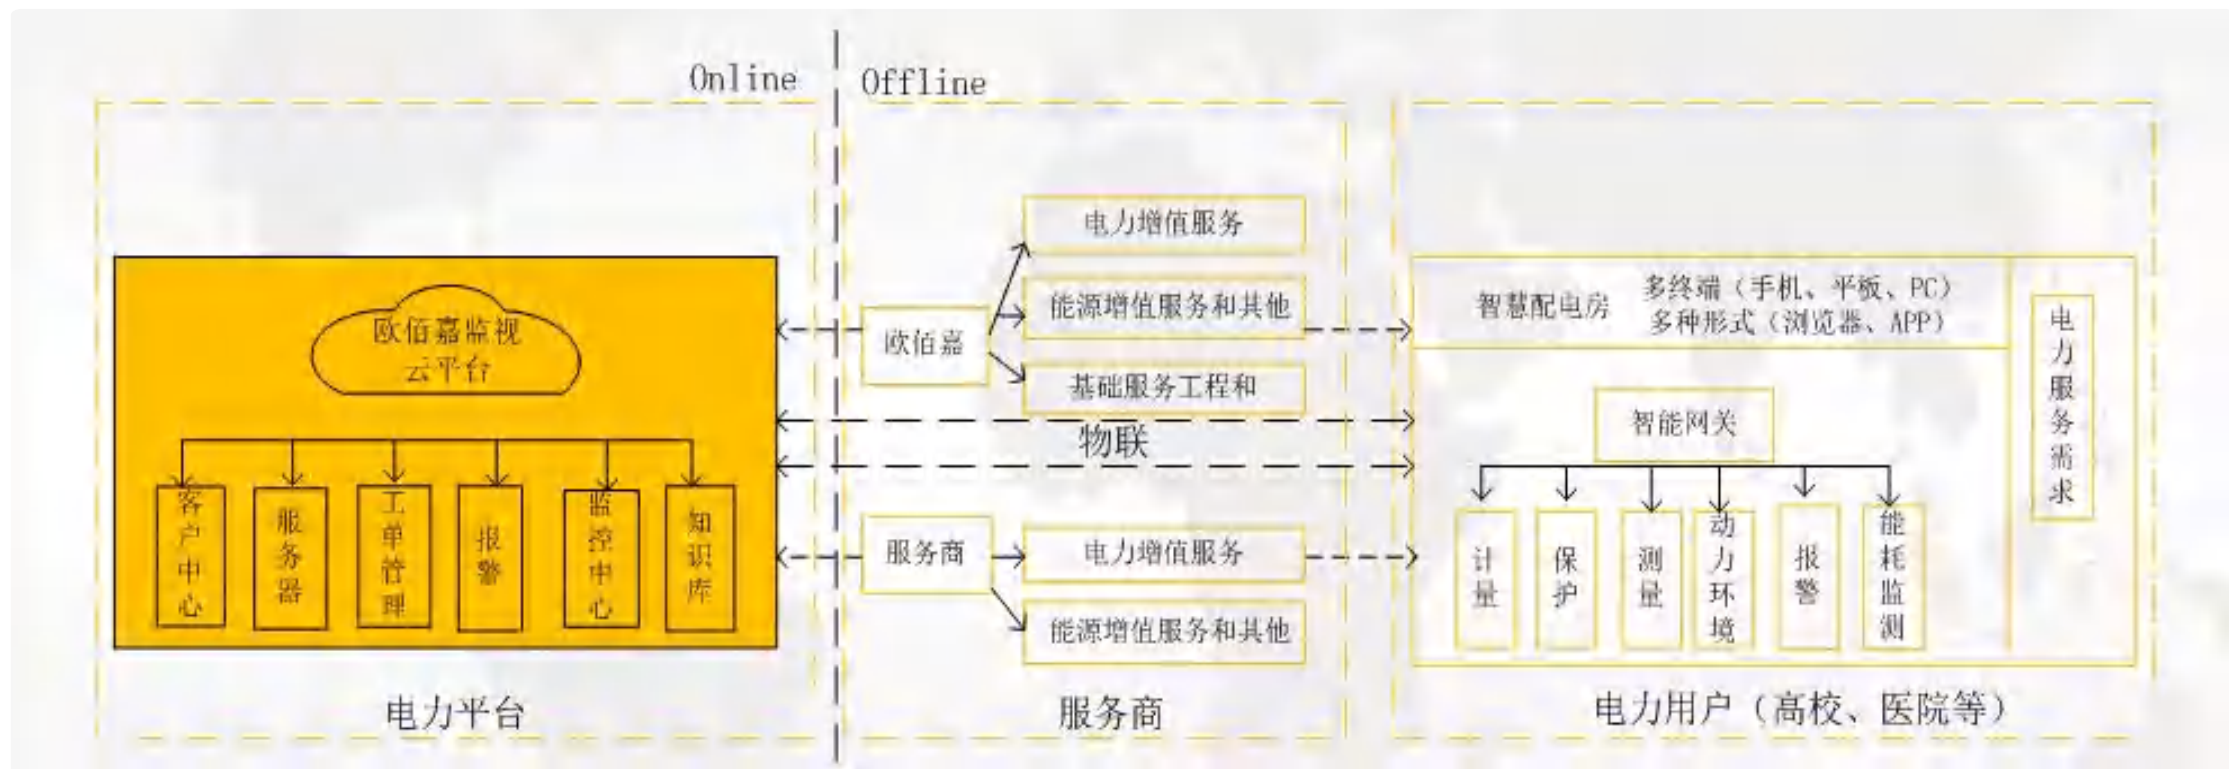 Online
Offline
欧佰嘉监视
云平台
客户中心
服务器
工单管理
报警
监控中心
知识库
电力平台
欧佰嘉
电力增值服务
能源增值服务和其他
基础服务工程和
物联
服务商
电力增值服务
能源增值服务和其他
服务商
智慧配电房
多终端（手机、平板、PC）
多种形式（浏览器、APP）
智能网关
计量
保护
测量
动力环境
报警
能耗监测
电力服务需求
电力用户（高校、医院等）